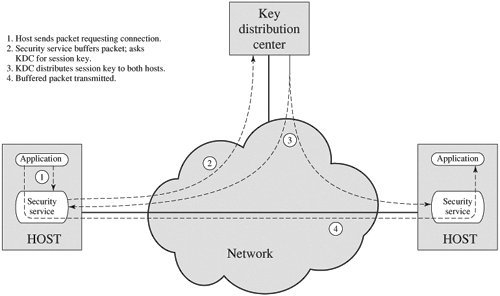 1. Host sends packet requesting connection.
2. Security service buffers packet; asks
KDC for session key.
3. KDC distributes session key to both hosts.
4. Buffered packet transmitted.
Key
distribution
center
Application
1
Security
service
HOST
2
3
4
Network
Application
Security
service
HOST